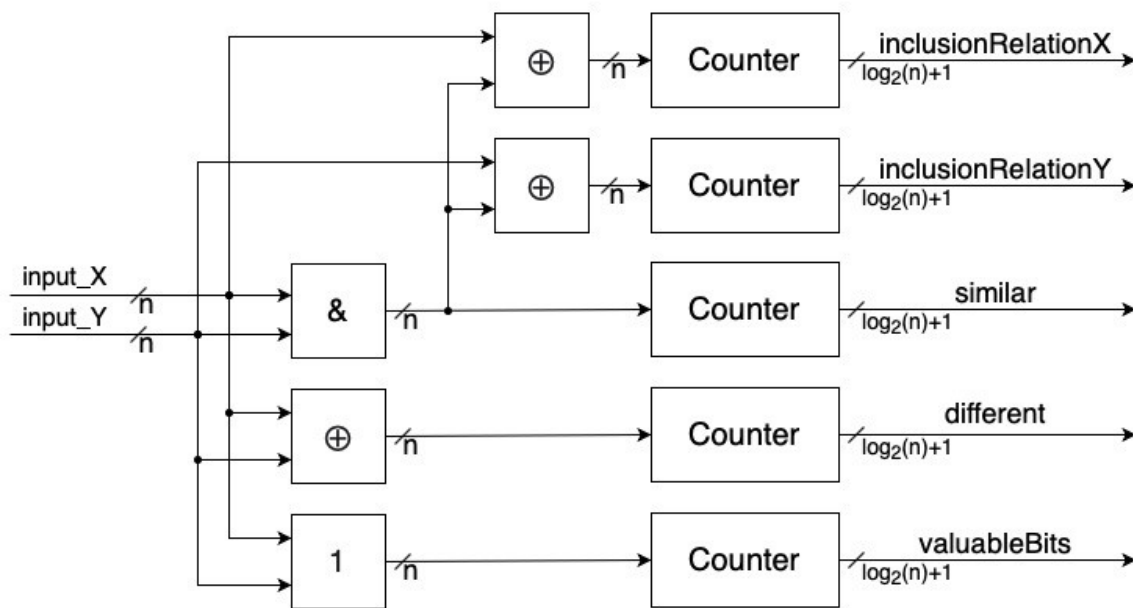 ⊕
n
Counter
inclusionRelationX
log₂(n)+1
⊕
n
Counter
inclusionRelationY
log₂(n)+1
input_X
n
input_Y
n
&
n
Counter
similar
log₂(n)+1
⊕
n
Counter
different
log₂(n)+1
1
n
Counter
valuableBits
log₂(n)+1